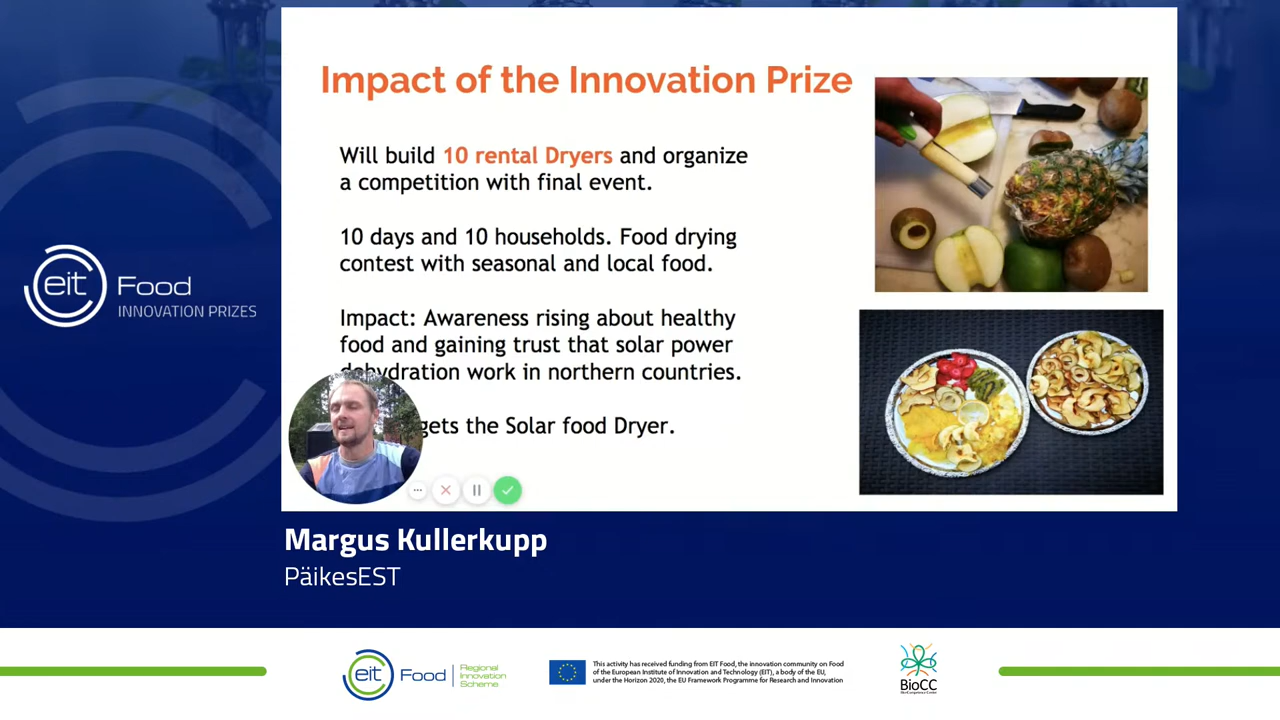 Impact of the Innovation Prize
Will build 10 rental Dryers and organize
a competition with final event.
10 days and 10 households. Food drying
contest with seasonal and local food.
Impact: Awareness rising about healthy
food and gaining trust that solar power
dehydration work in northern countries.
gets the Solar food Dryer.
eit Food
INNOVATION PRIZES
Margus Kullerkupp
PäikesEST
eit Food
Regional
Innovation
Scheme
This activity has received funding from EIT Food, the innovation community on Food
of the European Institute of Innovation and Technology (EIT), a body of the EU,
under the Horizon 2020, the EU Framework Programme for Research and Innovation
BioCC